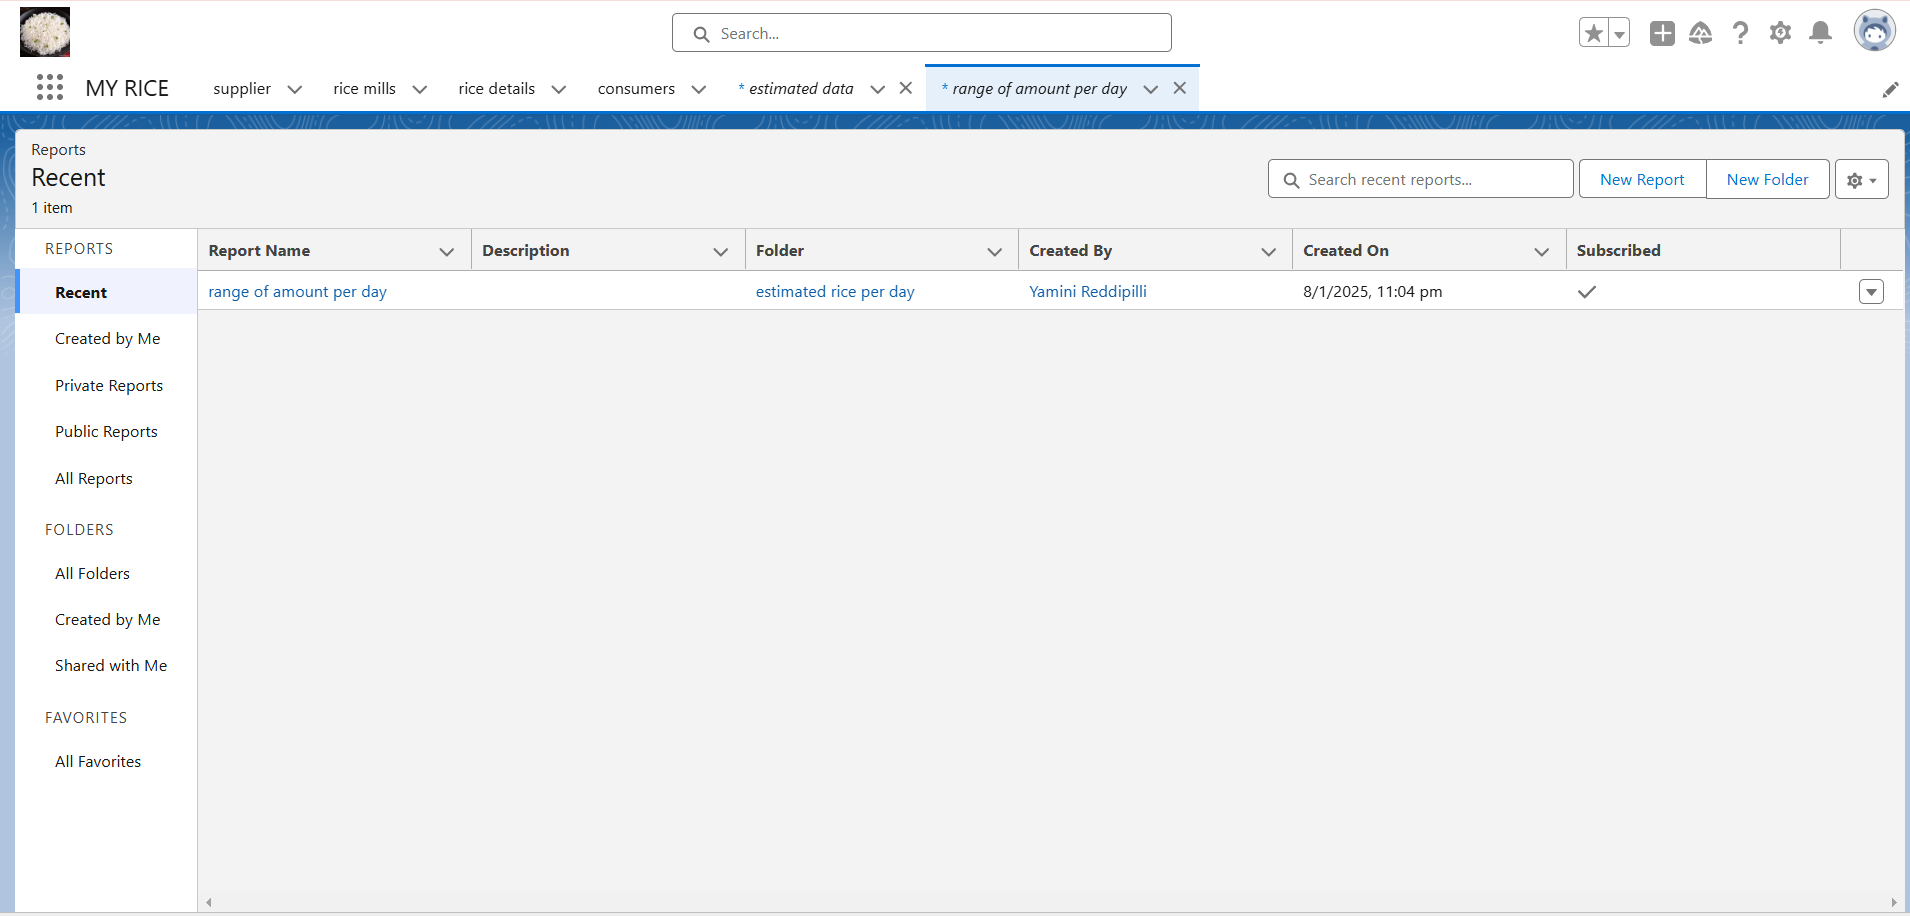 Search...
MY RICE
supplier
rice mills
rice details
consumers
* estimated data
* range of amount per day
Reports
Recent
1 item
Search recent reports...
New Report
New Folder
REPORTS
Recent
Created by Me
Private Reports
Public Reports
All Reports
FOLDERS
All Folders
Created by Me
Shared with Me
FAVORITES
All Favorites
Report Name
Description
Folder
Created By
Created On
Subscribed
range of amount per day
estimated rice per day
Yamini Reddipilli
8/1/2025, 11:04 pm